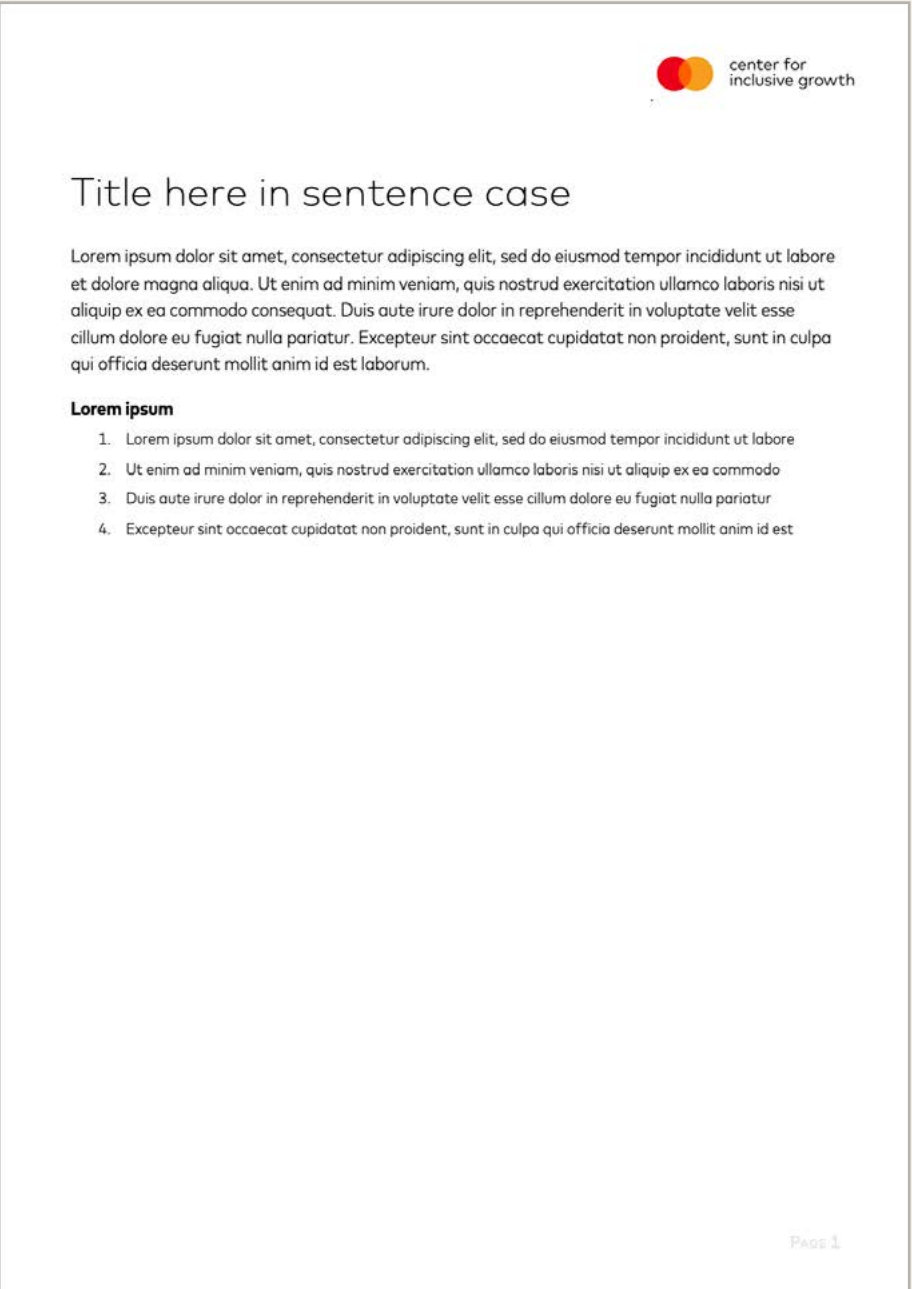 center for
inclusive growth
Title here in sentence case
Lorem ipsum dolor sit amet, consectetur adipiscing elit, sed do eiusmod tempor incididunt ut labore
et dolore magna aliqua. Ut enim ad minim veniam, quis nostrud exercitation ullamco laboris nisi ut
aliquip ex ea commodo consequat. Duis aute irure dolor in reprehenderit in voluptate velit esse
cillum dolore eu fugiat nulla pariatur. Excepteur sint occaecat cupidatat non proident, sunt in culpa
qui officia deserunt mollit anim id est laborum.
Lorem ipsum
1. Lorem ipsum dolor sit amet, consectetur adipiscing elit, sed do eiusmod tempor incididunt ut labore
2. Ut enim ad minim veniam, quis nostrud exercitation ullamco laboris nisi ut aliquip ex ea commodo
3. Duis aute irure dolor in reprehenderit in voluptate velit esse cillum dolore eu fugiat nulla pariatur
4. Excepteur sint occaecat cupidatat non proident, sunt in culpa qui officia deserunt mollit anim id est
Page 1